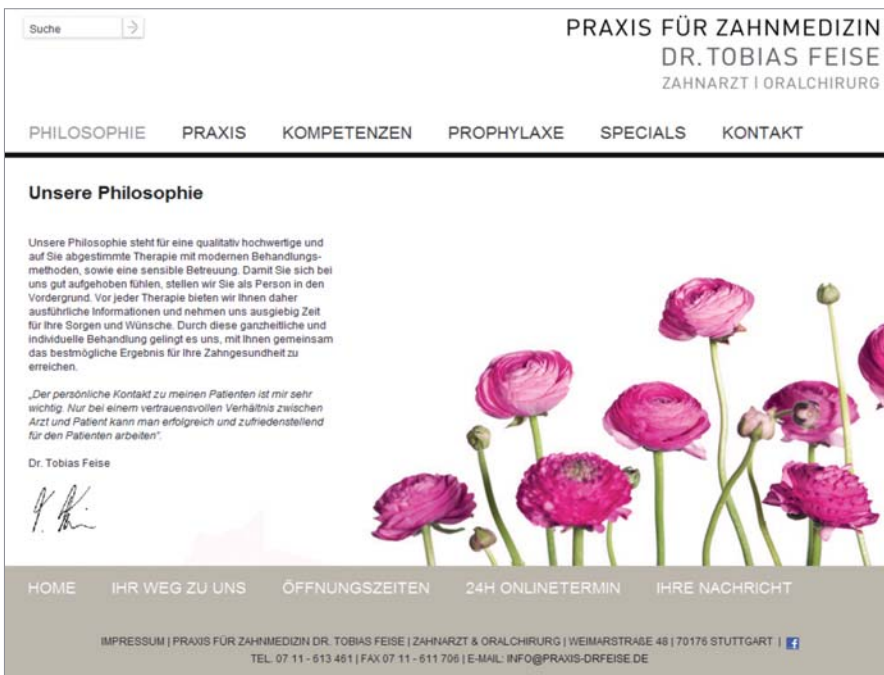 Suche
PRAXIS FÜR ZAHNMEDIZIN
DR. TOBIAS FEISE
ZAHNARZT | ORALCHIRURG
PHILOSOPHIE PRAXIS KOMPETENZEN PROPHYLAXE SPECIALS KONTAKT
Unsere Philosophie
Unsere Philosophie steht für eine qualitativ hochwertige und
auf Sie abgestimmte Therapie mit modernen Behandlungs-
methoden, sowie eine sensible Betreuung. Damit Sie sich bei
uns gut aufgehoben fühlen, stellen wir Sie als Person in den
Vordergrund. Vor jeder Therapie bieten wir Ihnen daher
ausführliche Informationen und nehmen uns ausgiebig Zeit
für Ihre Sorgen und Wünsche. Durch diese ganzheitliche und
individuelle Behandlung gelingt es uns, mit Ihnen gemeinsam
das bestmögliche Ergebnis für Ihre Zahngesundheit zu
erreichen.
„Der persönliche Kontakt zu meinen Patienten ist mir sehr
wichtig. Nur bei einem vertrauensvollen Verhältnis zwischen
Arzt und Patient kann man erfolgreich und zufriedenstellend
für den Patienten arbeiten".
Dr. Tobias Feise
HOME IHR WEG ZU UNS ÖFFNUNGSZEITEN 24H ONLINETERMIN IHRE NACHRICHT
IMPRESSUM | PRAXIS FÜR ZAHNMEDIZIN DR. TOBIAS FEISE | ZAHNARZT & ORALCHIRURG | WEIMARSTRAßE 48 | 70176 STUTTGART | f
TEL. 07 11 - 613 461 | FAX 07 11 - 611 706 | E-MAIL: INFO@PRAXIS-DRFEISE.DE